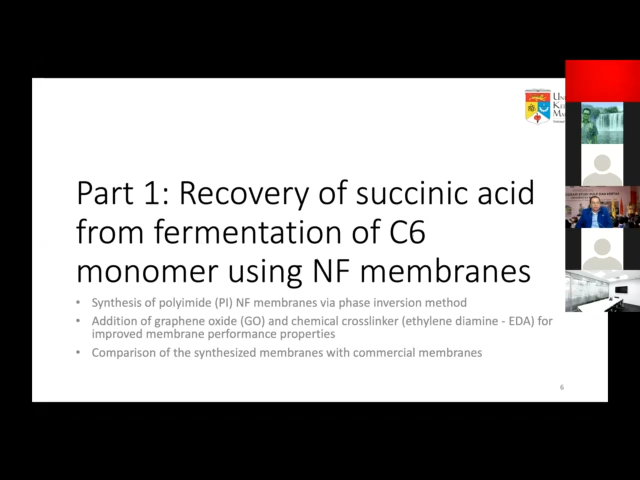 Part 1: Recovery of succinic acid
from fermentation of C6
monomer using NF membranes
• Synthesis of polyimide (PI) NF membranes via phase inversion method
• Addition of graphene oxide (GO) and chemical crosslinker (ethylene diamine - EDA) for
improved membrane performance properties
• Comparison of the synthesized membranes with commercial membranes
6